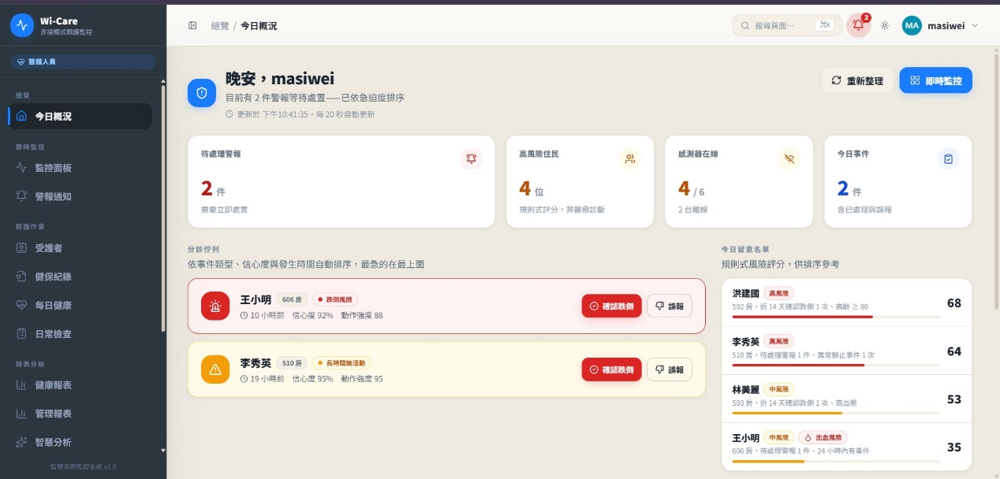 Wi-Care
非接觸式照護監控
醫護人員
總覽
今日概況
即時監控
監控面板
警報通知
照護作業
受護者
健保紀錄
每日健康
日常檢查
報表分析
健康報表
管理報表
智慧分析
智慧長照監控系統 v1.0
總覽 / 今日概況
搜尋頁面…
⌘K
2
MA
masiwei
晚安，masiwei
目前有 2 件警報等待處置——已依急迫度排序
更新於 下午10:41:35・每 20 秒自動更新
重新整理
即時監控
待處理警報
2 件
需要立即處置
高風險住民
4 位
規則式評分，非醫療診斷
感測器在線
4 / 6
2 台離線
今日事件
2 件
含已處理與誤報
分診佇列
依事件類型、信心度與發生時間自動排序，最急的在最上面
王小明 606 房 跌倒風險
10 小時前 信心度 92% 動作強度 88
確認跌倒 誤報
李秀英 510 房 長時間無活動
19 小時前 信心度 95% 動作強度 95
確認跌倒 誤報
今日留意名單
規則式風險評分，供排序參考
洪建國 高風險
502 房・近 14 天確認跌倒 1 次、高齡 ≥ 80
68
李秀英 高風險
510 房・待處理警報 1 件、異常靜止事件 1 次
64
林美麗 中風險
503 房・近 14 天確認跌倒 1 次、高血壓
53
王小明 中風險 出血風險
606 房・待處理警報 1 件、24 小時內有事件
35